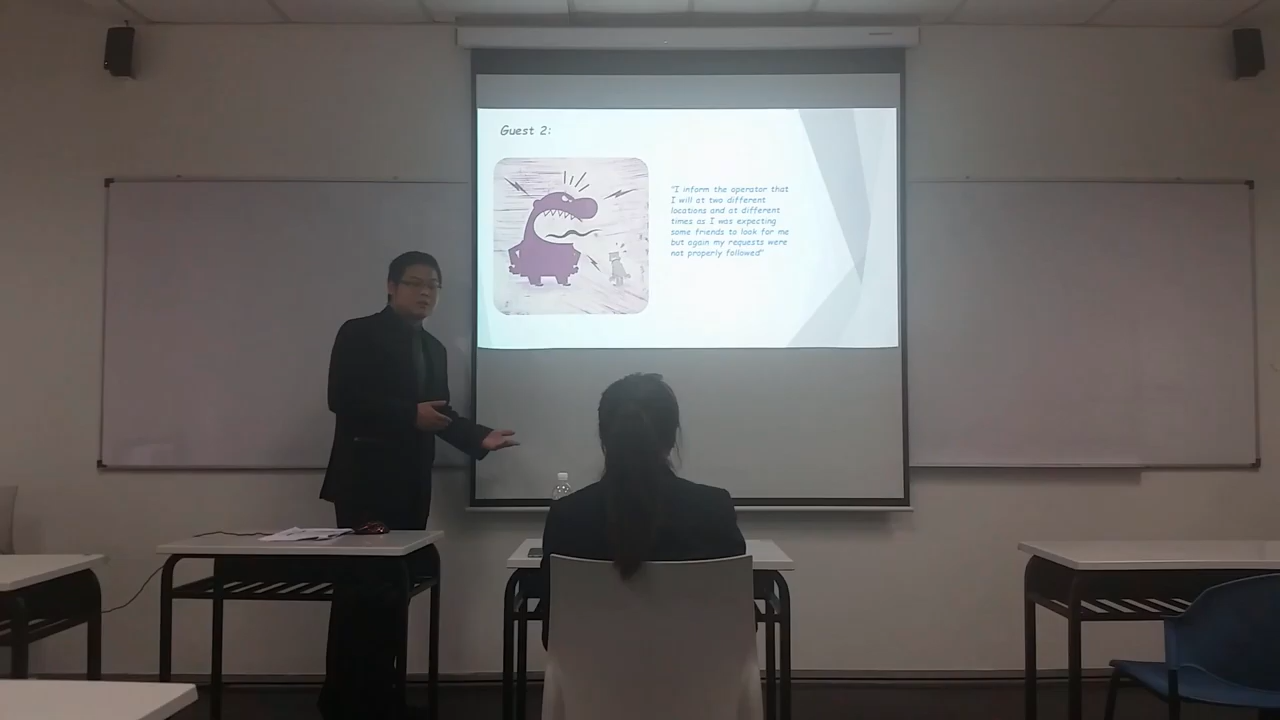 Guest 2:
"I inform the operator that
I will at two different
locations and at different
times as I was expecting
some friends to look for me
but again my requests were
not properly followed"